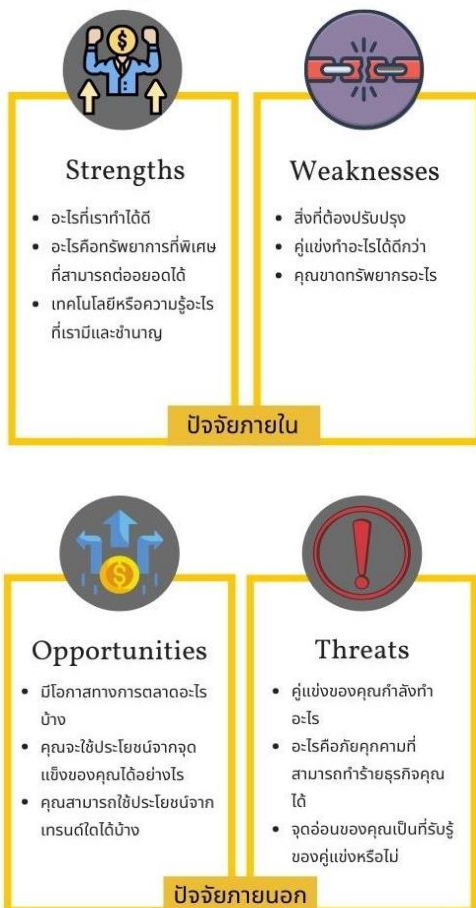 Strengths
• อะไรที่เราทำได้ดี
• อะไรคือทรัพยาการที่พิเศษ
ที่สามารถต่อยอดได้
• เทคโนโลยีหรือความรู้อะไร
ที่เรามีและชำนาญ
Weaknesses
• สิ่งที่ต้องปรับปรุง
• คู่แข่งทำอะไรได้ดีกว่า
• คุณขาดทรัพยากรอะไร
ปัจจัยภายใน
Opportunities
• มีโอกาสทางการตลาดอะไร
บ้าง
• คุณจะใช้ประโยชน์จากจุด
แข็งของคุณได้อย่างไร
• คุณสามารถใช้ประโยชน์จาก
เทรนด์ใดได้บ้าง
Threats
• คู่แข่งของคุณกำลังทำ
อะไร
• อะไรคือภัยคุกคามที่
สามารถทำร้ายธุรกิจคุณ
ได้
• จุดอ่อนของคุณเป็นที่รับรู้
ของคู่แข่งหรือไม่
ปัจจัยภายนอก